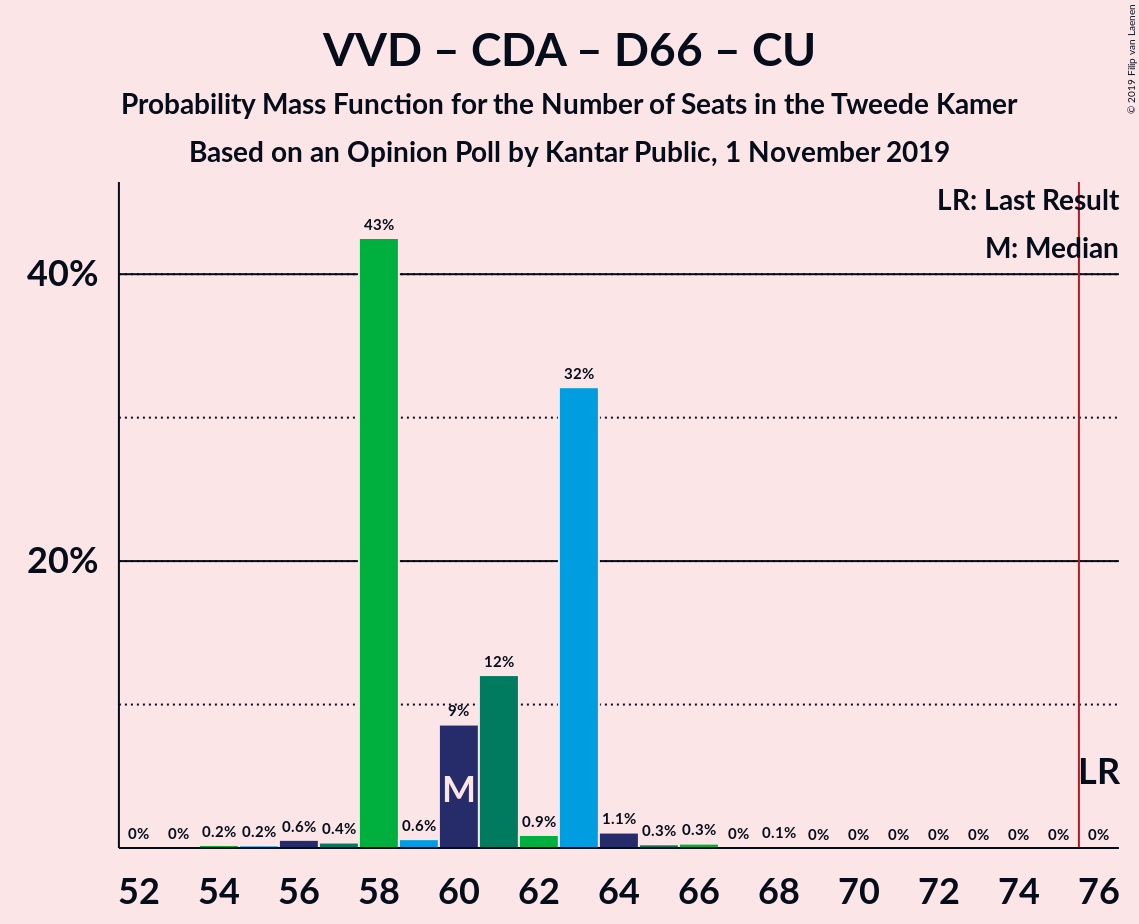 VVD – CDA – D66 – CU
Probability Mass Function for the Number of Seats in the Tweede Kamer
Based on an Opinion Poll by Kantar Public, 1 November 2019
© 2019 Filip van Laenen
LR: Last Result
M: Median
40%
20%
43%
32%
12%
9%
M
LR
0% 0% 0.2% 0.2% 0.6% 0.4% 0.6% 0.9% 1.1% 0.3% 0.3% 0% 0.1% 0% 0% 0% 0% 0% 0% 0% 0%
52 54 56 58 60 62 64 66 68 70 72 74 76